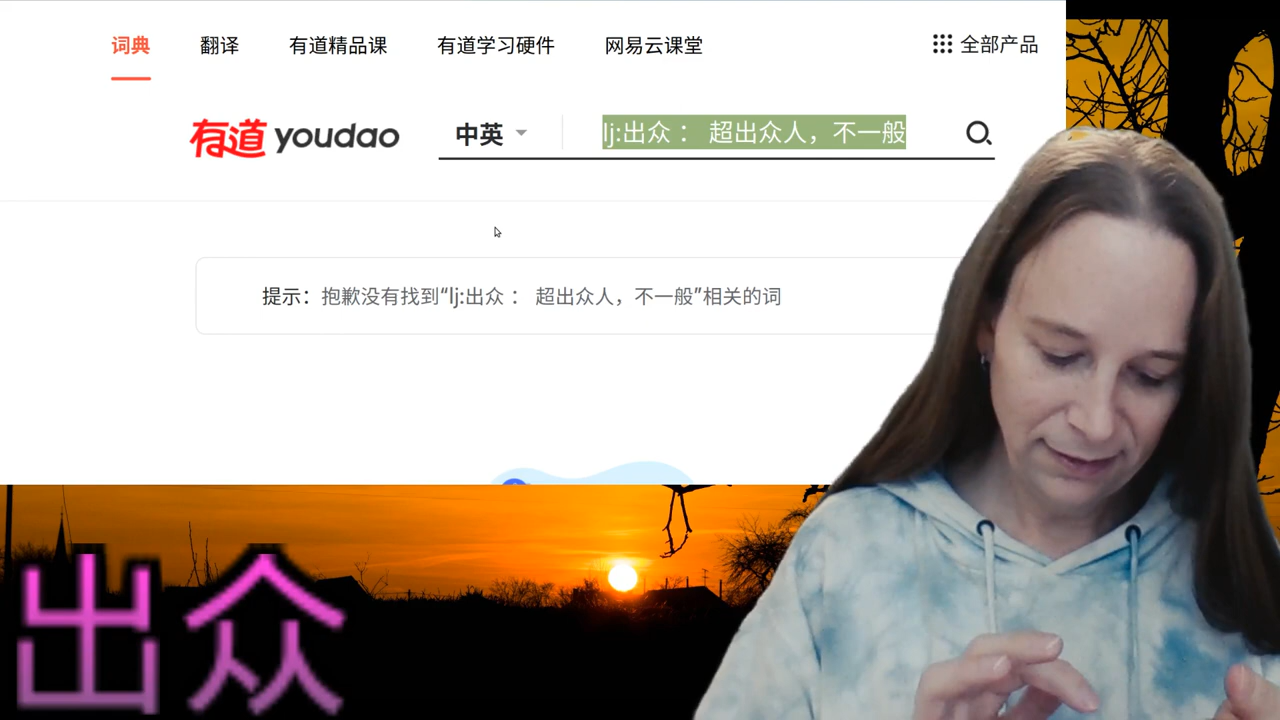 词典 翻译 有道精品课 有道学习硬件 网易云课堂 全部产品
有道 youdao 中英 lj:出众 ： 超出众人，不一般
提示：抱歉没有找到“lj:出众 ： 超出众人，不一般”相关的词
出众